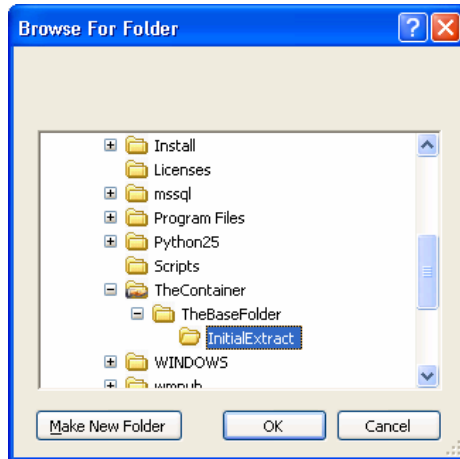 Browse For Folder
Install
Licenses
mssql
Program Files
Python25
Scripts
TheContainer
TheBaseFolder
InitialExtract
WINDOWS
wmpub
Make New Folder
OK
Cancel